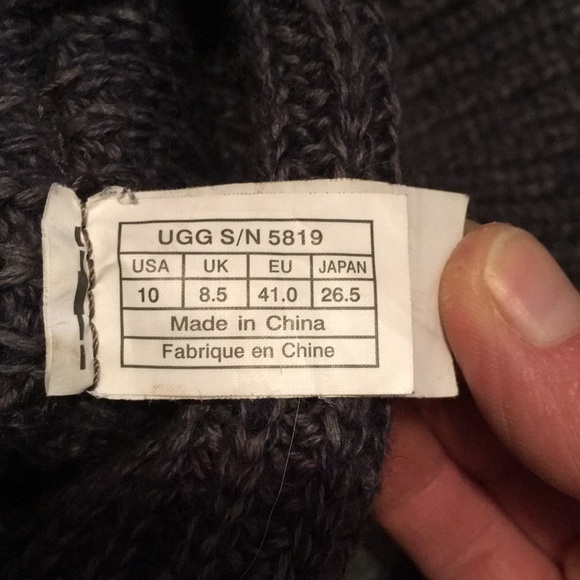 UGG S/N 5819
USA UK EU JAPAN
10 8.5 41.0 26.5
Made in China
Fabrique en Chine